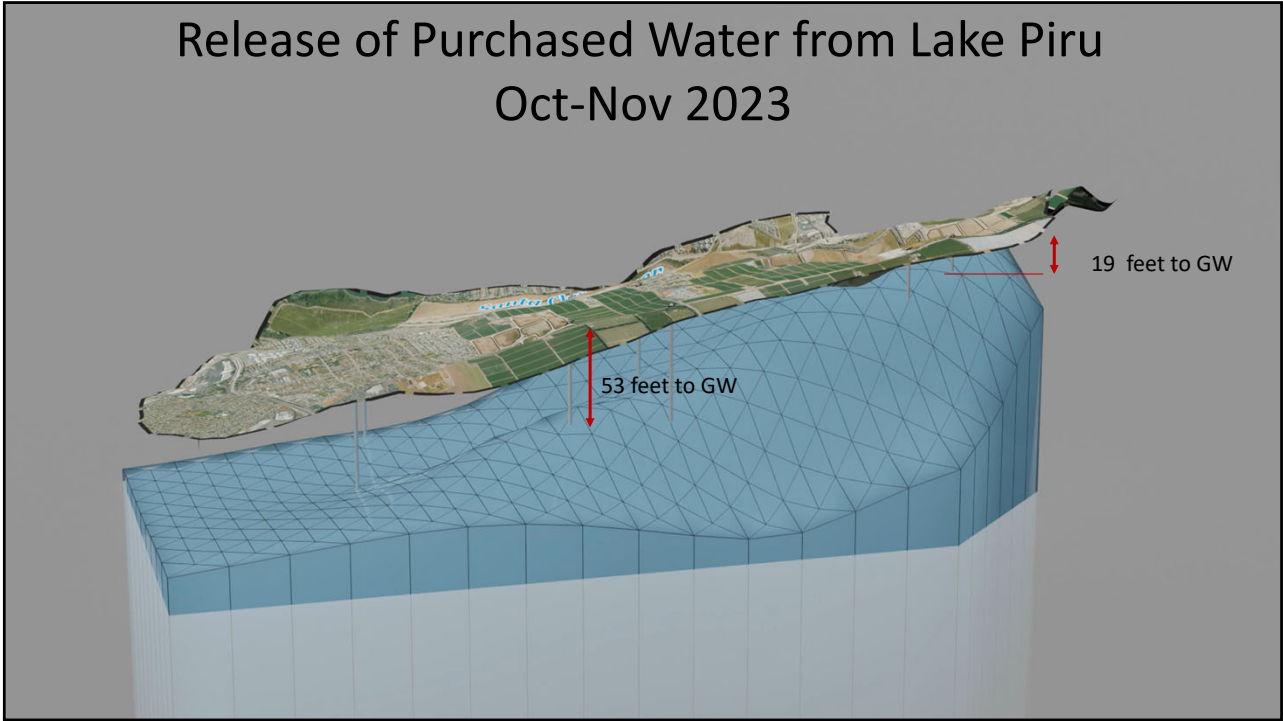 Release of Purchased Water from Lake Piru
Oct-Nov 2023
19 feet to GW
53 feet to GW